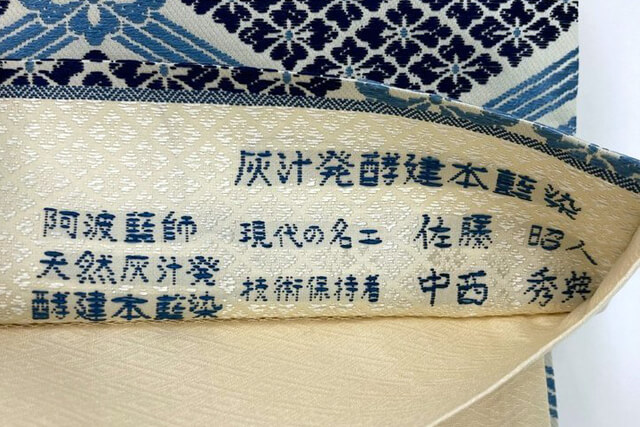 灰汁発酵建本藍染
阿波藍師 現代の名工 佐藤 昭人
天然灰汁発
酵建本藍染 技術保持者 中西 秀典